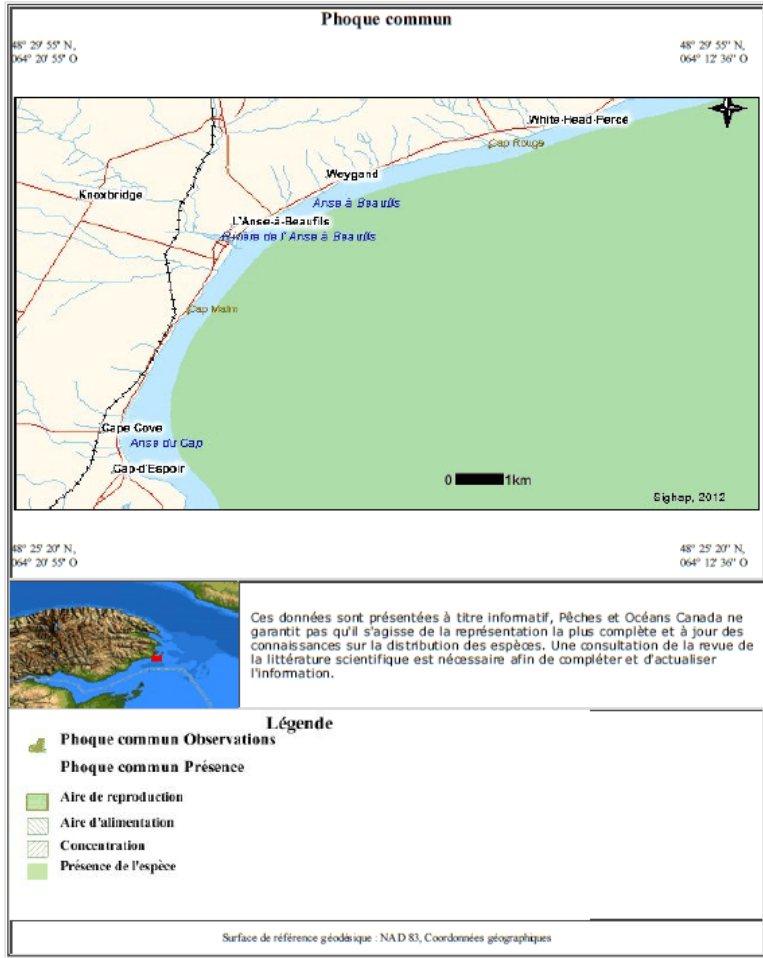 Phoque commun
48° 29' 55" N,
064° 20' 55" O
48° 29' 55" N,
064° 12' 36" O
White-Head-Percé
Cap Rouge
Weygand
Knoxbridge
Anse à Beaufils
L'Anse-à-Beaufils
Rivière de l'Anse à Beaufils
Cap Malm
Cape Cove
Anse du Cap
Cap-d'Espoir
0 1km
Sighap, 2012
48° 25' 20" N,
064° 20' 55" O
48° 25' 20" N,
064° 12' 36" O
Ces données sont présentées à titre informatif, Pêches et Océans Canada ne
garantit pas qu'il s'agisse de la représentation la plus complète et à jour des
connaissances sur la distribution des espèces. Une consultation de la revue de
la littérature scientifique est nécessaire afin de compléter et d'actualiser
l'information.
Légende
Phoque commun Observations
Phoque commun Présence
Aire de reproduction
Aire d'alimentation
Concentration
Présence de l'espèce
Surface de référence géodésique : NAD 83, Coordonnées géographiques